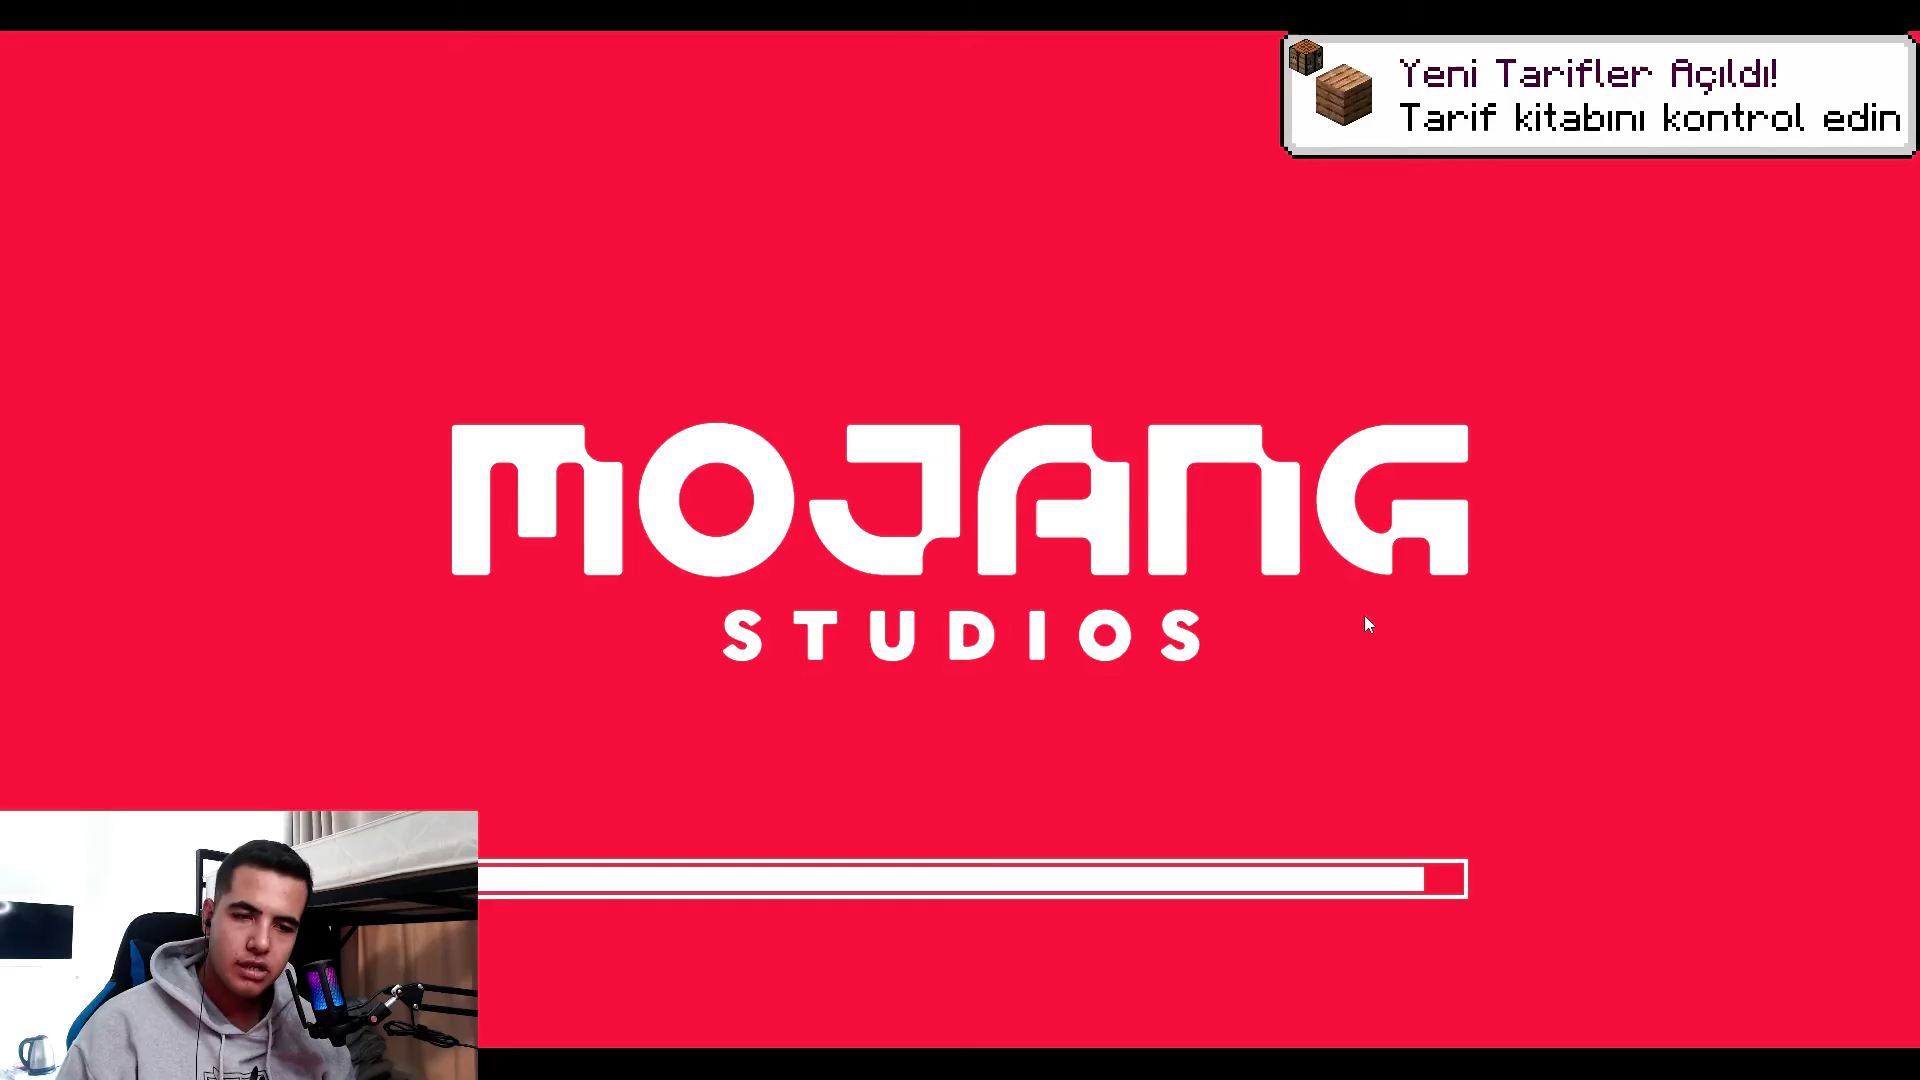 Yeni Tarifler Açıldı!
Tarif kitabını kontrol edin
MOJANG
STUDIOS